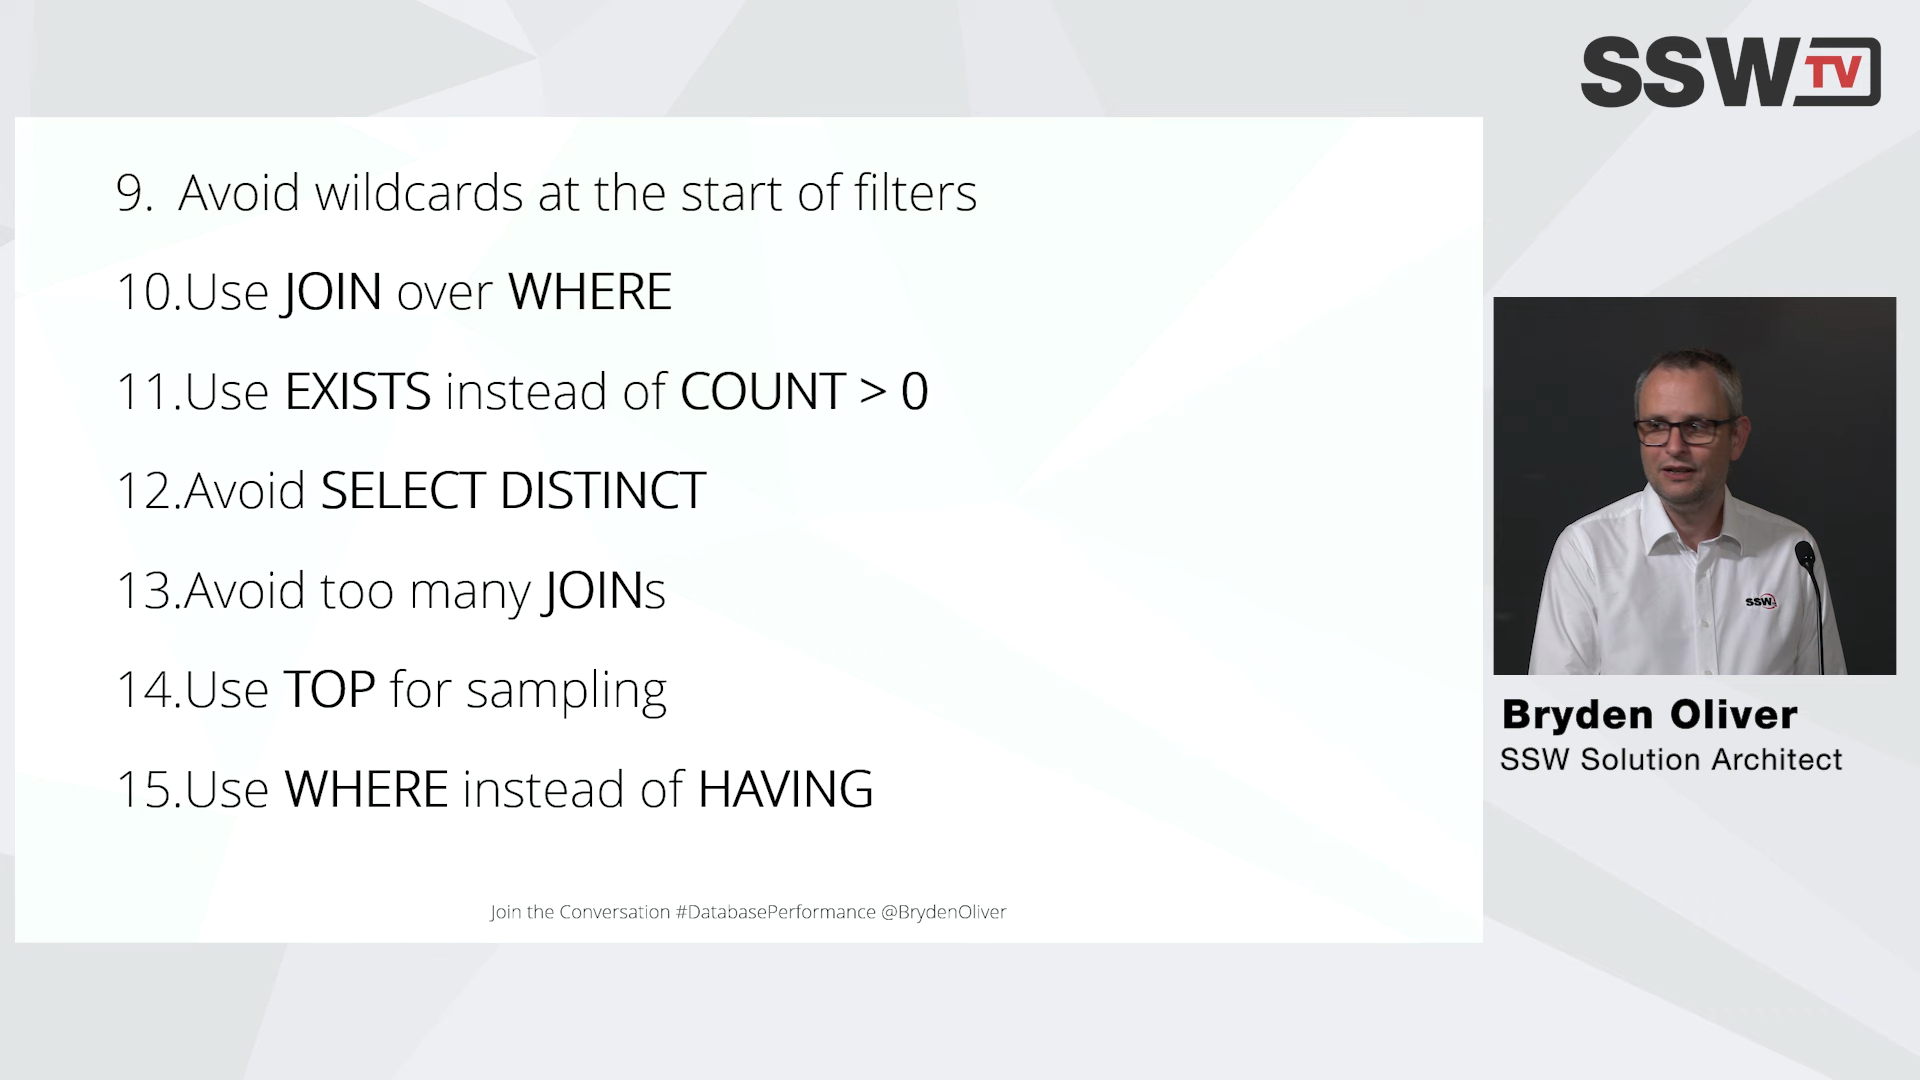 SSW TV
9. Avoid wildcards at the start of filters
10.Use JOIN over WHERE
11.Use EXISTS instead of COUNT > 0
12.Avoid SELECT DISTINCT
13.Avoid too many JOINs
14.Use TOP for sampling
15.Use WHERE instead of HAVING
Join the Conversation #DatabasePerformance @BrydenOliver
SSW
Bryden Oliver
SSW Solution Architect